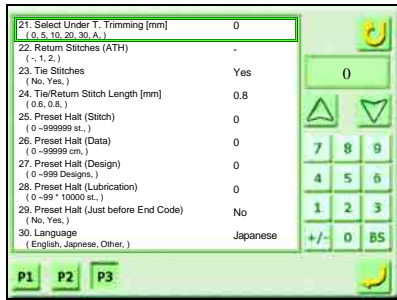 21. Select Under T. Trimming [mm] 0
( 0, 5, 10, 20, 30, A, )
22. Return Stitches (ATH) -
( -, 1, 2, )
23. Tie Stitches Yes
( No, Yes, )
24. Tie/Return Stitch Length [mm] 0.8
( 0.6, 0.8, )
25. Preset Halt (Stitch) 0
( 0 ~999999 st., )
26. Preset Halt (Data) 0
( 0 ~99999 cm, )
27. Preset Halt (Design) 0
( 0 ~999 Designs, )
28. Preset Halt (Lubrication) 0
( 0 ~99 * 10000 st., )
29. Preset Halt (Just before End Code) No
( No, Yes, )
30. Language Japanese
( English, Japnese, Other, )
0
7 8 9
4 5 6
1 2 3
+/- 0 BS
P1 P2 P3